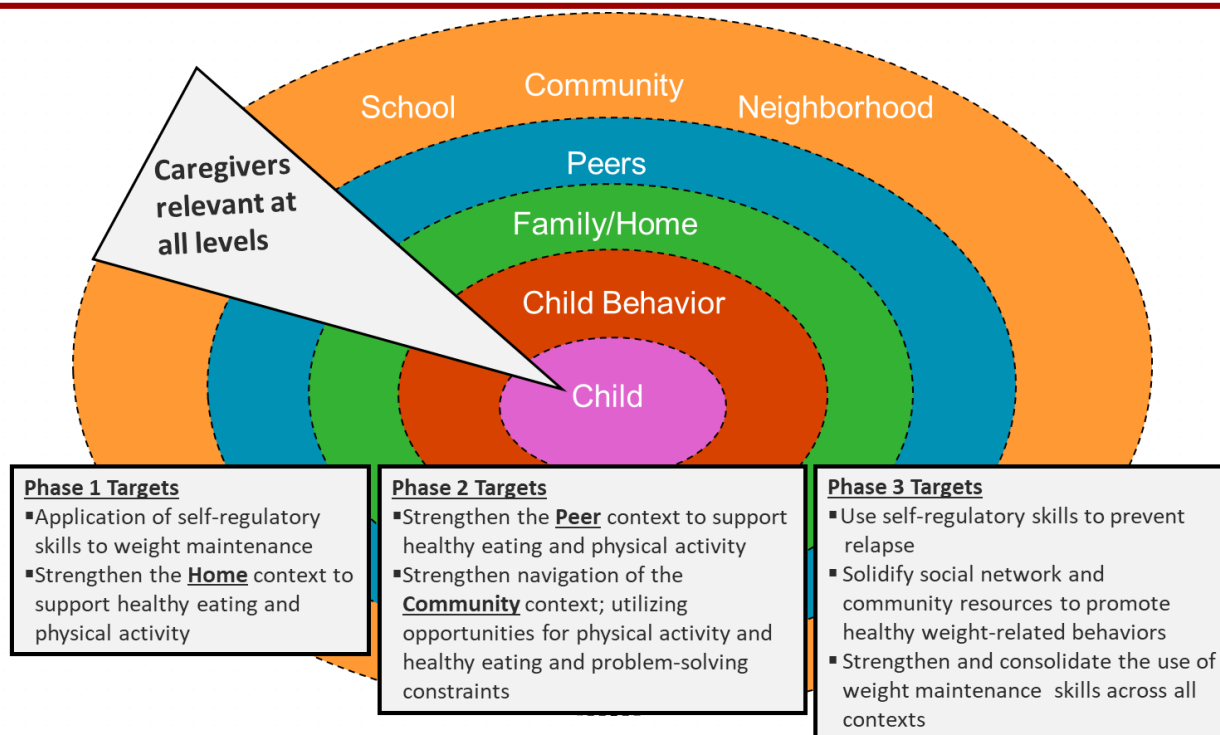 Community
School
Neighborhood
Peers
Family/Home
Child Behavior
Child
Caregivers
relevant at
all levels
Phase 1 Targets
▪Application of self-regulatory
skills to weight maintenance
▪Strengthen the Home context to
support healthy eating and
physical activity
Phase 2 Targets
▪Strengthen the Peer context to support
healthy eating and physical activity
▪Strengthen navigation of the
Community context; utilizing
opportunities for physical activity and
healthy eating and problem-solving
constraints
Phase 3 Targets
▪Use self-regulatory skills to prevent
relapse
▪Solidify social network and
community resources to promote
healthy weight-related behaviors
▪Strengthen and consolidate the use of
weight maintenance skills across all
contexts